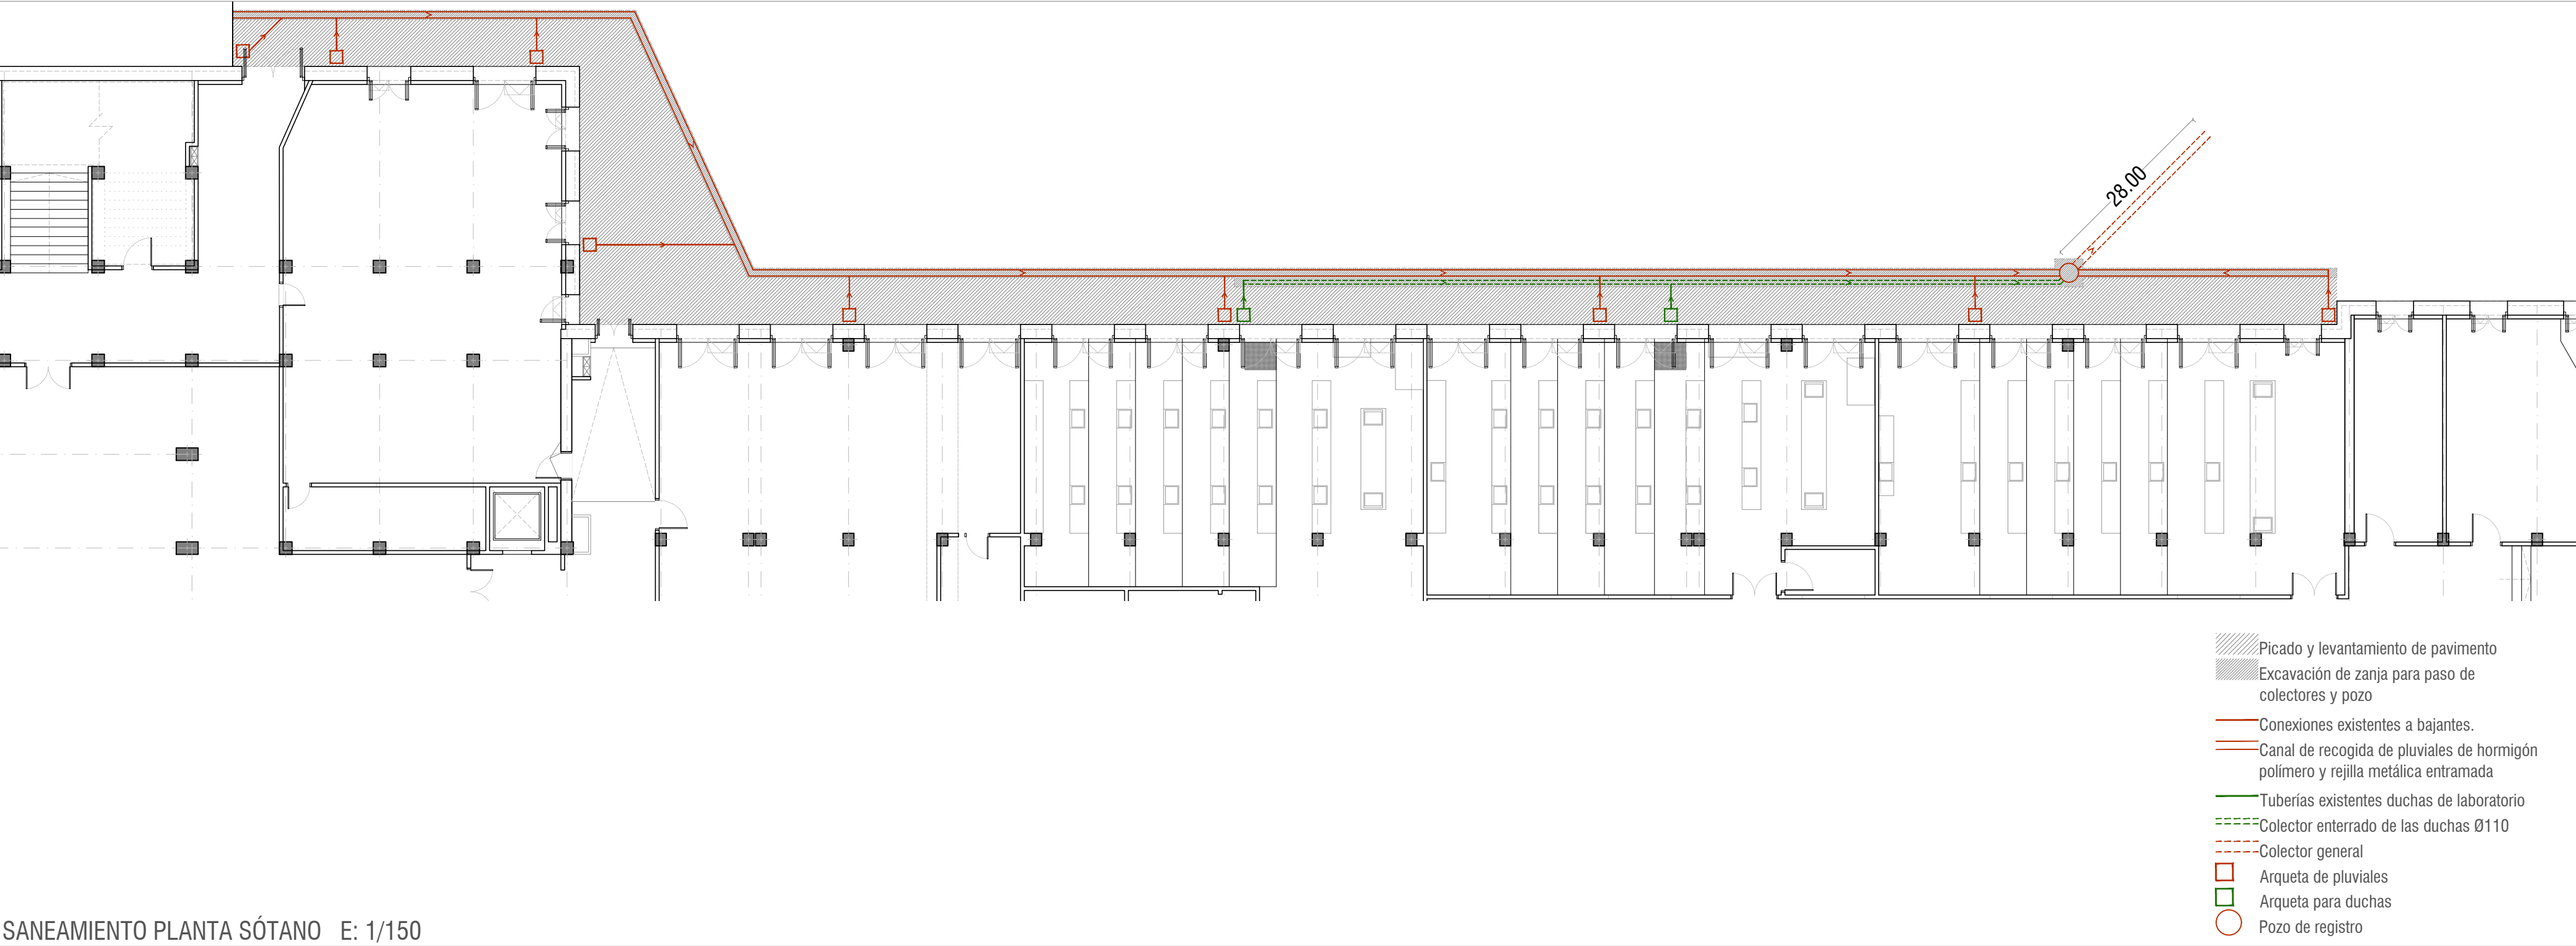 28.00
Picado y levantamiento de pavimento
Excavación de zanja para paso de
colectores y pozo
Conexiones existentes a bajantes.
Canal de recogida de pluviales de hormigón
polímero y rejilla metálica entramada
Tuberías existentes duchas de laboratorio
Colector enterrado de las duchas Ø110
Colector general
Arqueta de pluviales
Arqueta para duchas
Pozo de registro
SANEAMIENTO PLANTA SÓTANO E: 1/150